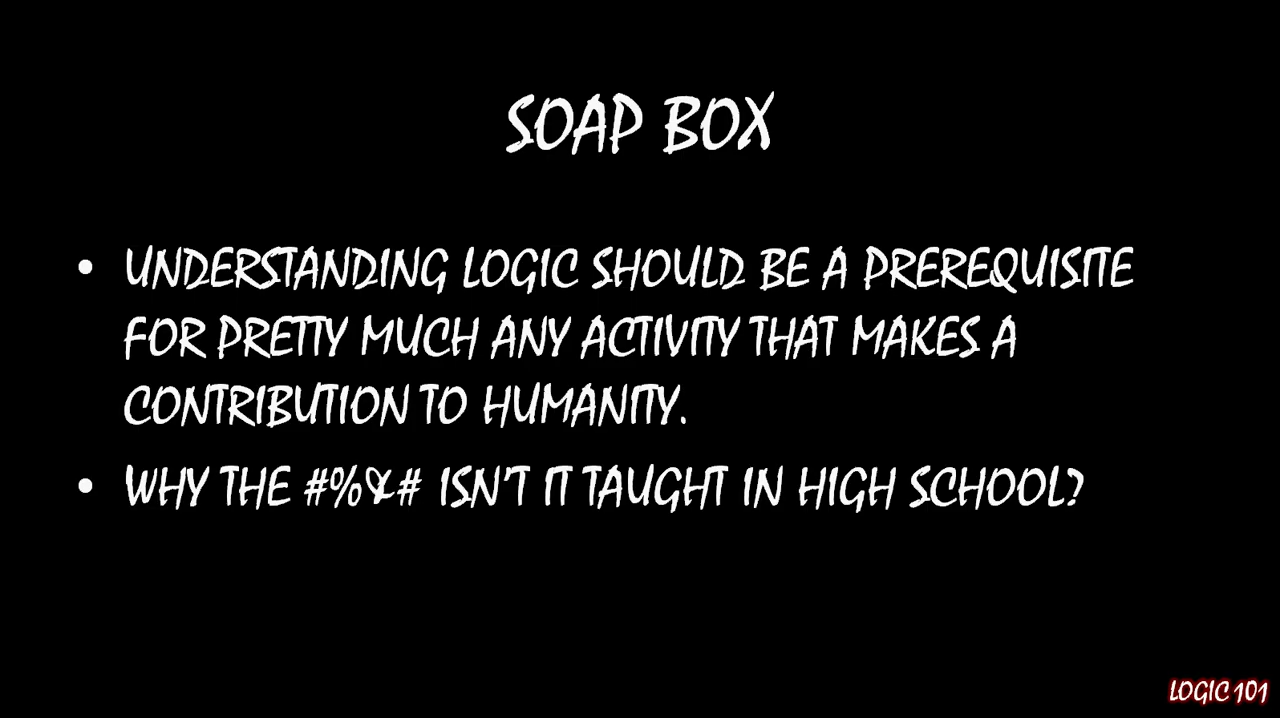 SOAP BOX
• UNDERSTANDING LOGIC SHOULD BE A PREREQUISITE
FOR PRETTY MUCH ANY ACTIVITY THAT MAKES A
CONTRIBUTION TO HUMANITY.
• WHY THE #%&# ISN'T IT TAUGHT IN HIGH SCHOOL?
LOGIC 101